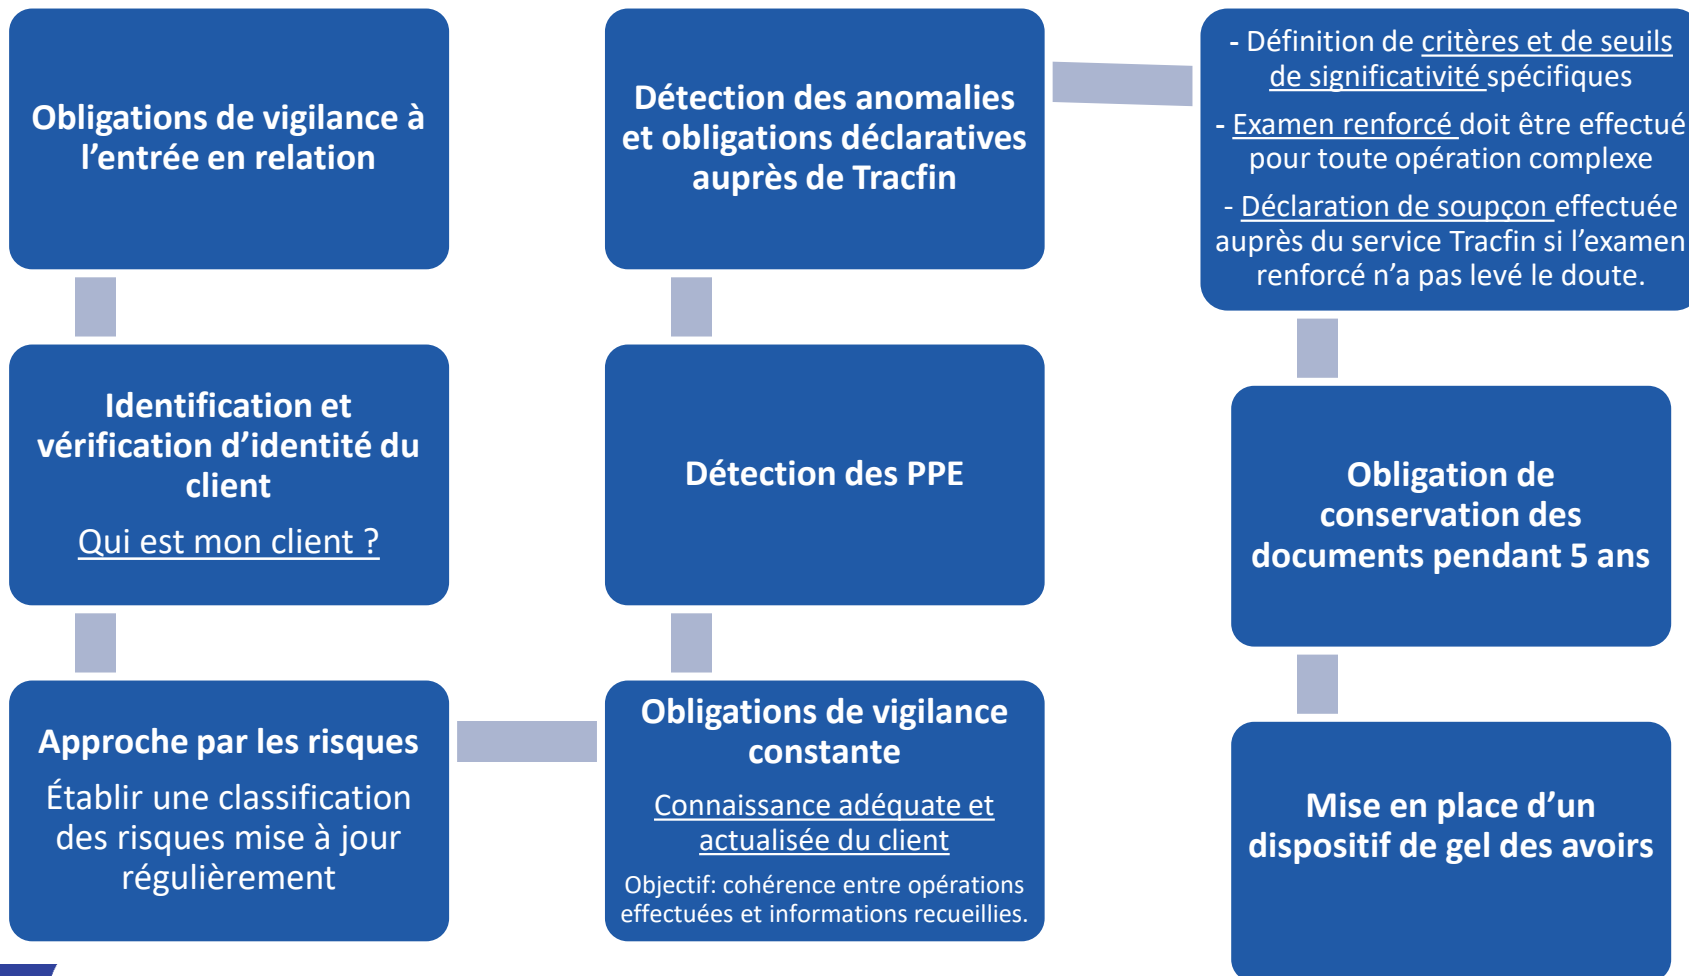 Obligations de vigilance à
l’entrée en relation
Identification et
vérification d’identité du
client
Qui est mon client ?
Approche par les risques
Établir une classification
des risques mise à jour
régulièrement
Obligations de vigilance
constante
Connaissance adéquate et
actualisée du client
Objectif: cohérence entre opérations
effectuées et informations recueillies.
Détection des PPE
Détection des anomalies
et obligations déclaratives
auprès de Tracfin
- Définition de critères et de seuils
de significativité spécifiques
- Examen renforcé doit être effectué
pour toute opération complexe
- Déclaration de soupçon effectuée
auprès du service Tracfin si l’examen
renforcé n’a pas levé le doute.
Obligation de
conservation des
documents pendant 5 ans
Mise en place d’un
dispositif de gel des avoirs